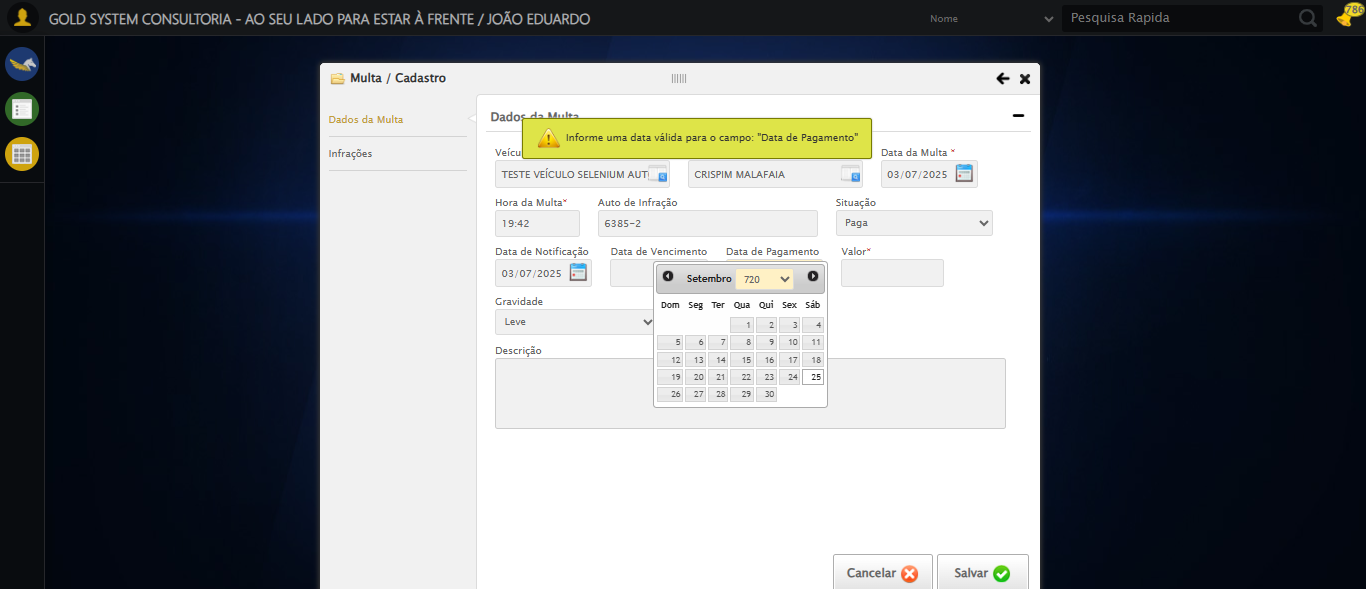 GOLD SYSTEM CONSULTORIA - AO SEU LADO PARA ESTAR À FRENTE / JOÃO EDUARDO
Nome
Pesquisa Rapida
786
Multa / Cadastro
Dados da Multa
Infrações
Dados da Multa
Informe uma data válida para o campo: "Data de Pagamento"
Data da Multa *
TESTE VEÍCULO SELENIUM AUT
CRISPIM MALAFAIA
03/07/2025
Hora da Multa*
Auto de Infração
Situação
19:42
6385-2
Paga
Data de Notificação
Data de Vencimento
Data de Pagamento
Valor*
03/07/2025
Setembro 720
Dom Seg Ter Qua Qui Sex Sáb
1 2 3 4
5 6 7 8 9 10 11
12 13 14 15 16 17 18
19 20 21 22 23 24 25
26 27 28 29 30
Gravidade
Leve
Descrição
Cancelar
Salvar